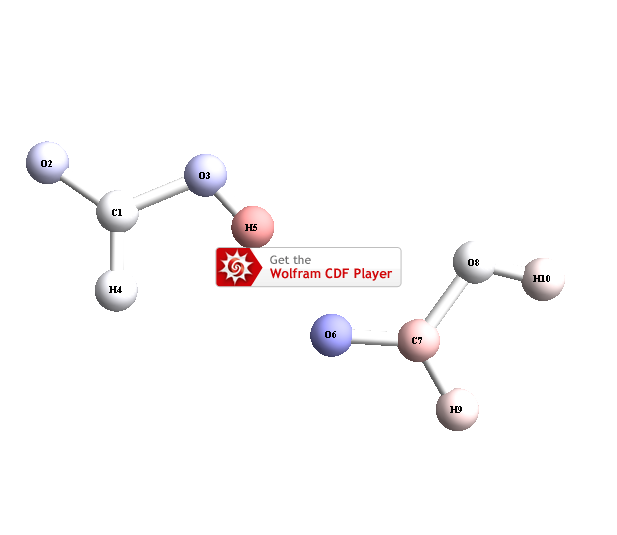 O2
O3
C1
H5
H4
Get the
Wolfram CDF Player
O8
H10
O6
C7
H9